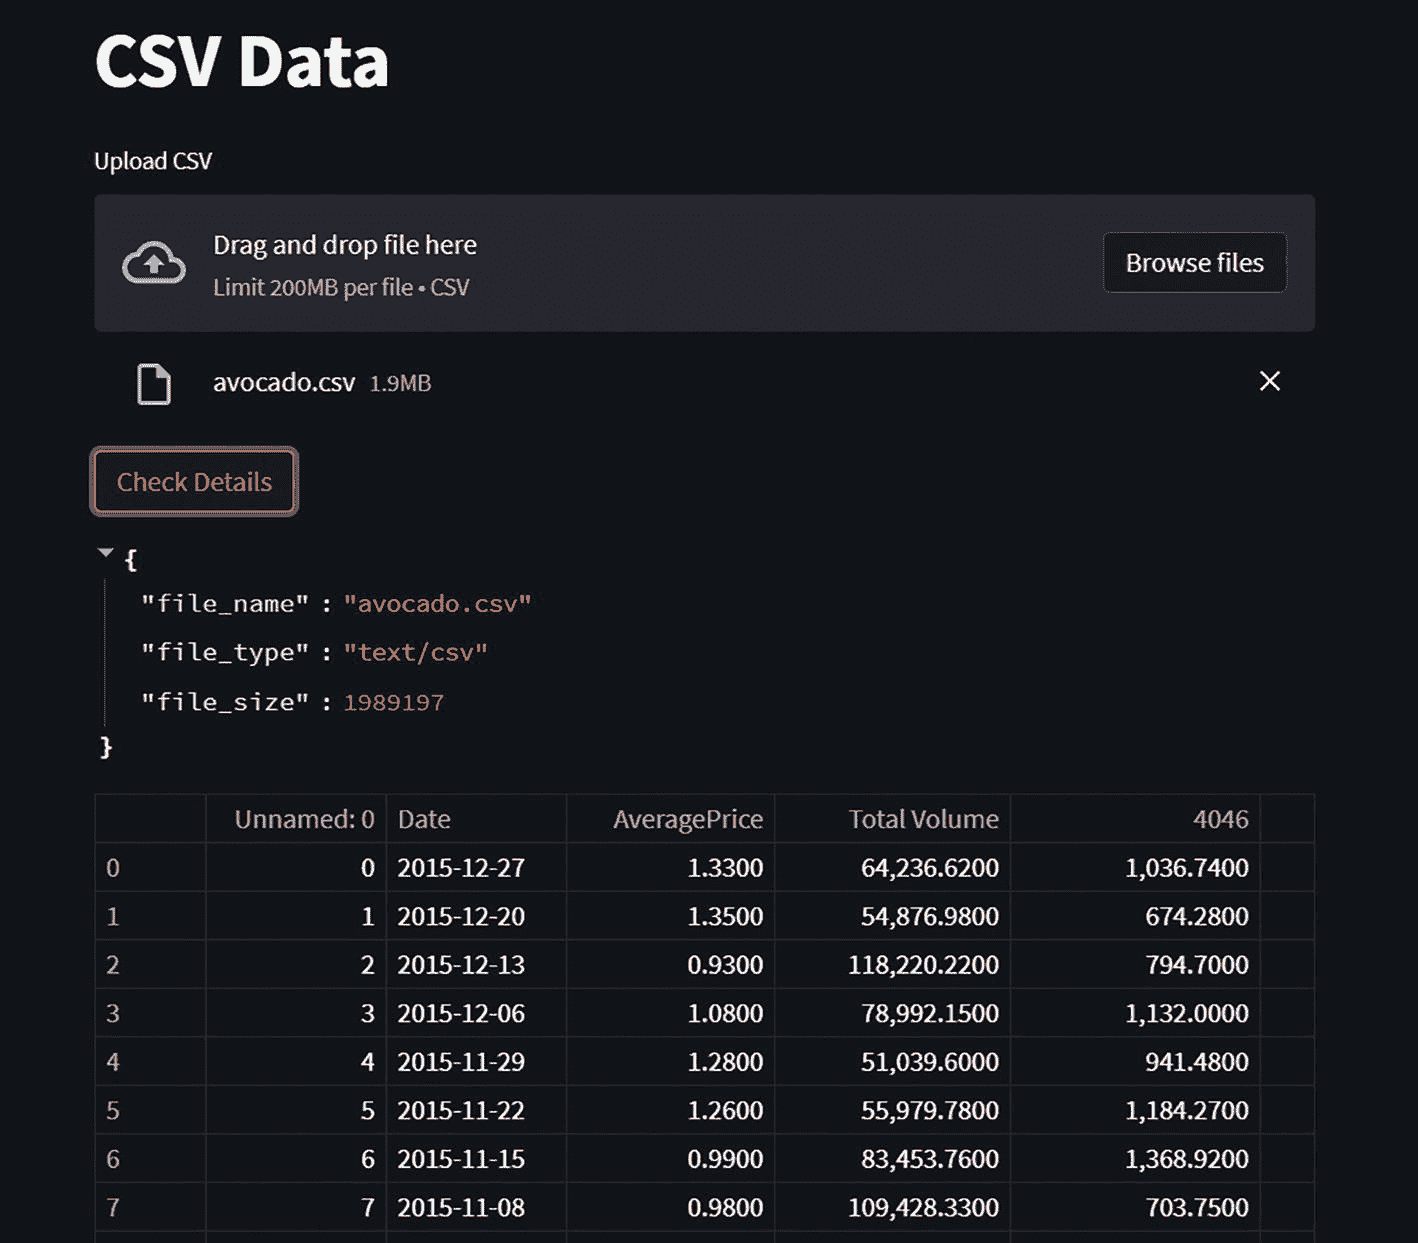 CSV Data
Upload CSV
Drag and drop file here
Limit 200MB per file • CSV
Browse files
avocado.csv 1.9MB
Check Details
{
"file_name" : "avocado.csv"
"file_type" : "text/csv"
"file_size" : 1989197
}
Unnamed: 0 Date AveragePrice Total Volume 4046
0 0 2015-12-27 1.3300 64,236.6200 1,036.7400
1 1 2015-12-20 1.3500 54,876.9800 674.2800
2 2 2015-12-13 0.9300 118,220.2200 794.7000
3 3 2015-12-06 1.0800 78,992.1500 1,132.0000
4 4 2015-11-29 1.2800 51,039.6000 941.4800
5 5 2015-11-22 1.2600 55,979.7800 1,184.2700
6 6 2015-11-15 0.9900 83,453.7600 1,368.9200
7 7 2015-11-08 0.9800 109,428.3300 703.7500